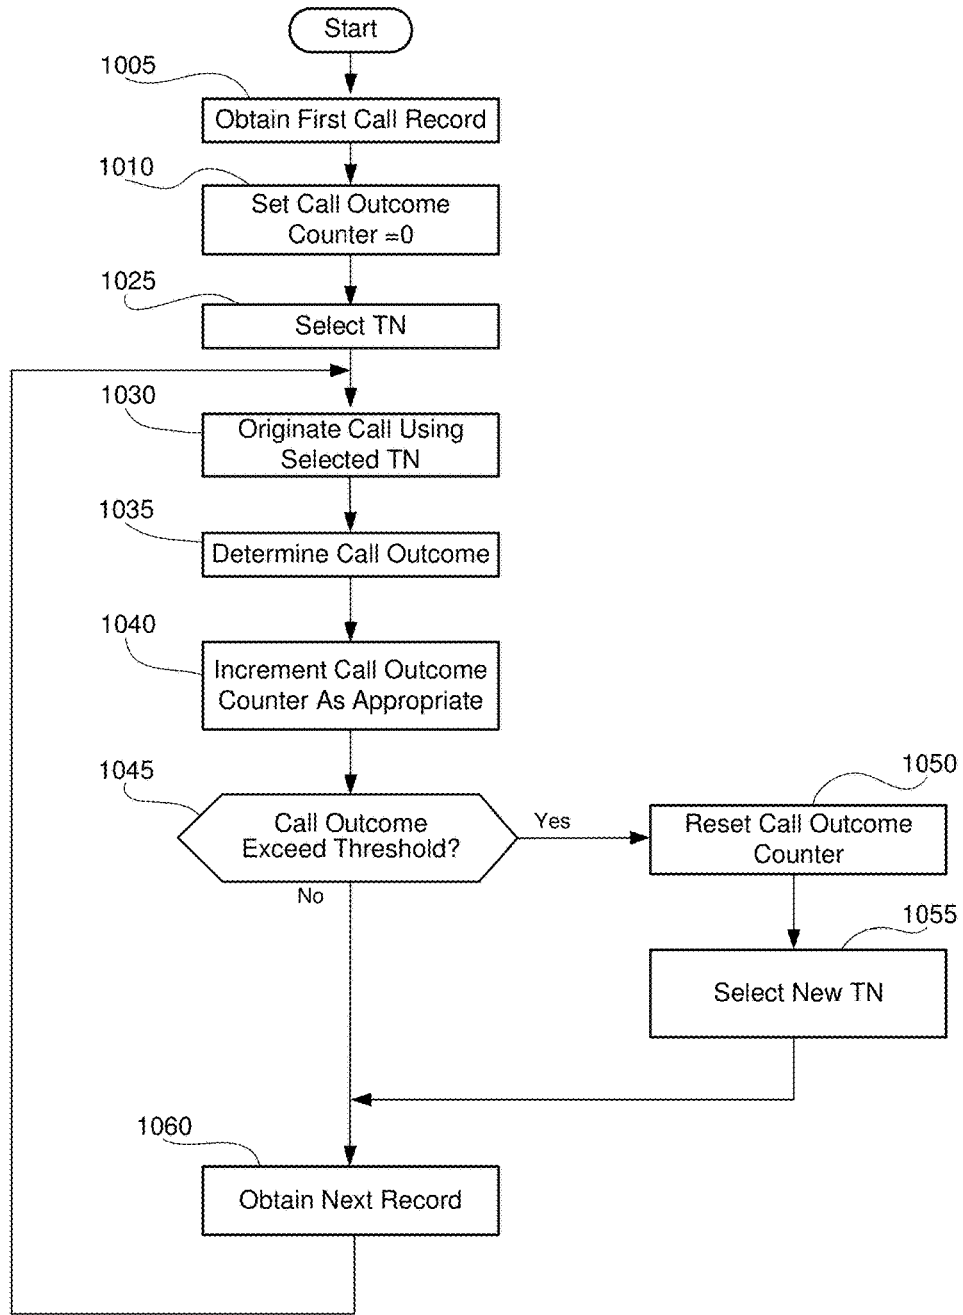 Start
1005
Obtain First Call Record
1010
Set Call Outcome
Counter =0
1025
Select TN
1030
Originate Call Using
Selected TN
1035
Determine Call Outcome
1040
Increment Call Outcome
Counter As Appropriate
1045
Call Outcome
Exceed Threshold?
Yes
No
1050
Reset Call Outcome
Counter
1055
Select New TN
1060
Obtain Next Record